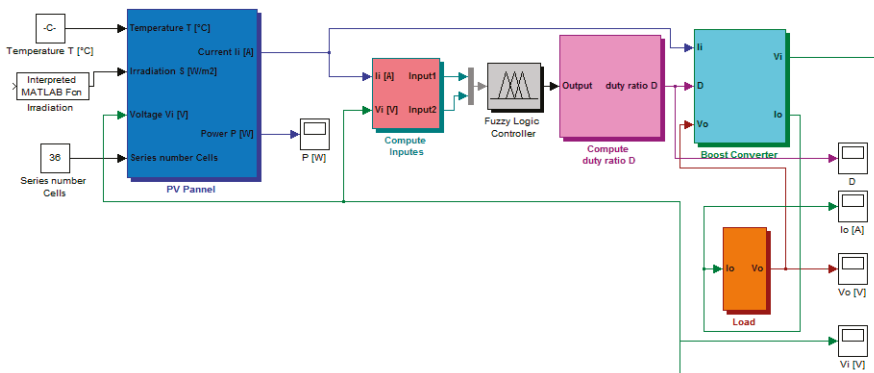 -C-
Temperature T [°C]
Interpreted
MATLAB Fcn
Irradiation
36
Series number
Cells
Temperature T [°C]
Current Ii [A]
Irradiation S [W/m2]
Voltage Vi [V]
Power P [W]
Series number Cells
PV Pannel
P [W]
Ii [A]
Input1
Vi [V]
Input2
Compute
Inputes
Fuzzy Logic
Controller
Output
duty ratio D
Compute
duty ratio D
Ii
Vi
D
Io
Vo
Boost Converter
D
Io [A]
Io
Vo
Load
Vo [V]
Vi [V]